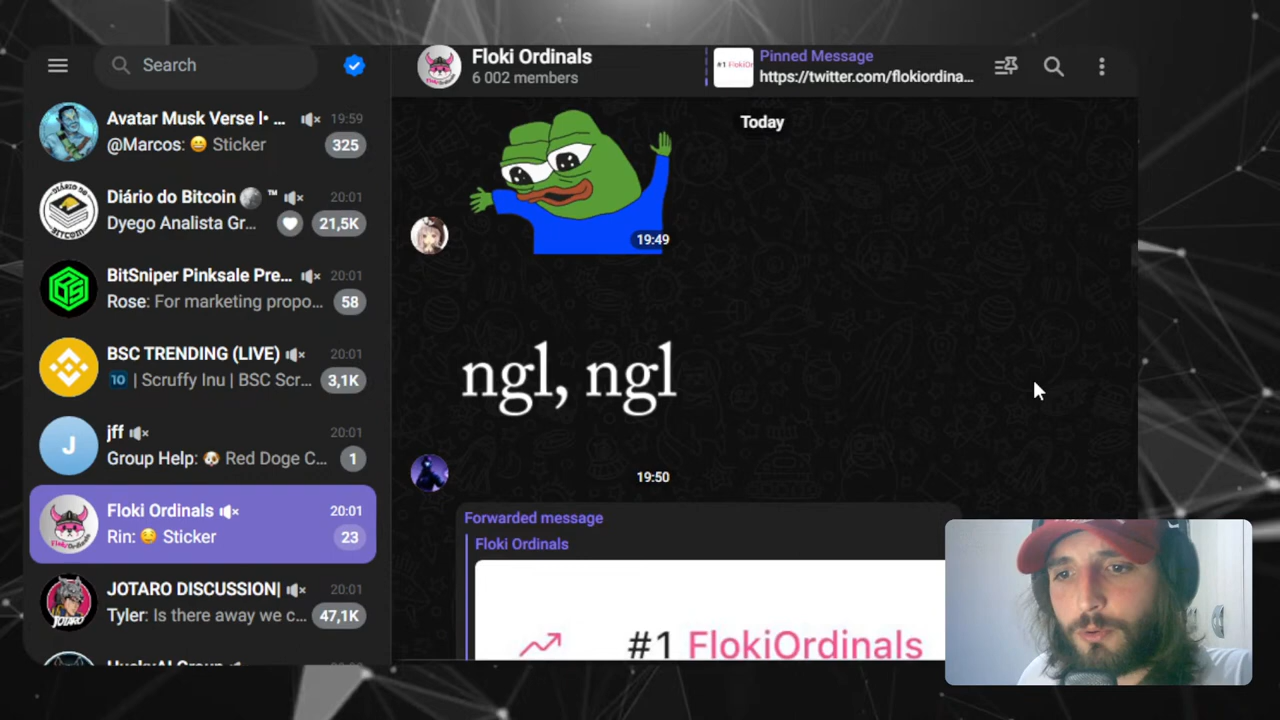 Search
Avatar Musk Verse l• ...
19:59
@Marcos: 😀 Sticker
325
Diário do Bitcoin 🌕 ™
20:01
Dyego Analista Gr...
21,5K
BitSniper Pinksale Pre...
20:01
Rose: For marketing propo...
58
BSC TRENDING (LIVE)
20:01
🔟 | Scruffy Inu | BSC Scr...
3,1K
J
jff
20:01
Group Help: 🐶 Red Doge C...
1
Floki Ordinals
20:01
Rin: 🤤 Sticker
23
JOTARO DISCUSSION|
20:01
Tyler: Is there away we c...
47,1K
Floki Ordinals
6 002 members
Pinned Message
https://twitter.com/flokiordina...
Today
19:49
ngl, ngl
19:50
Forwarded message
Floki Ordinals
#1 FlokiOrdinals